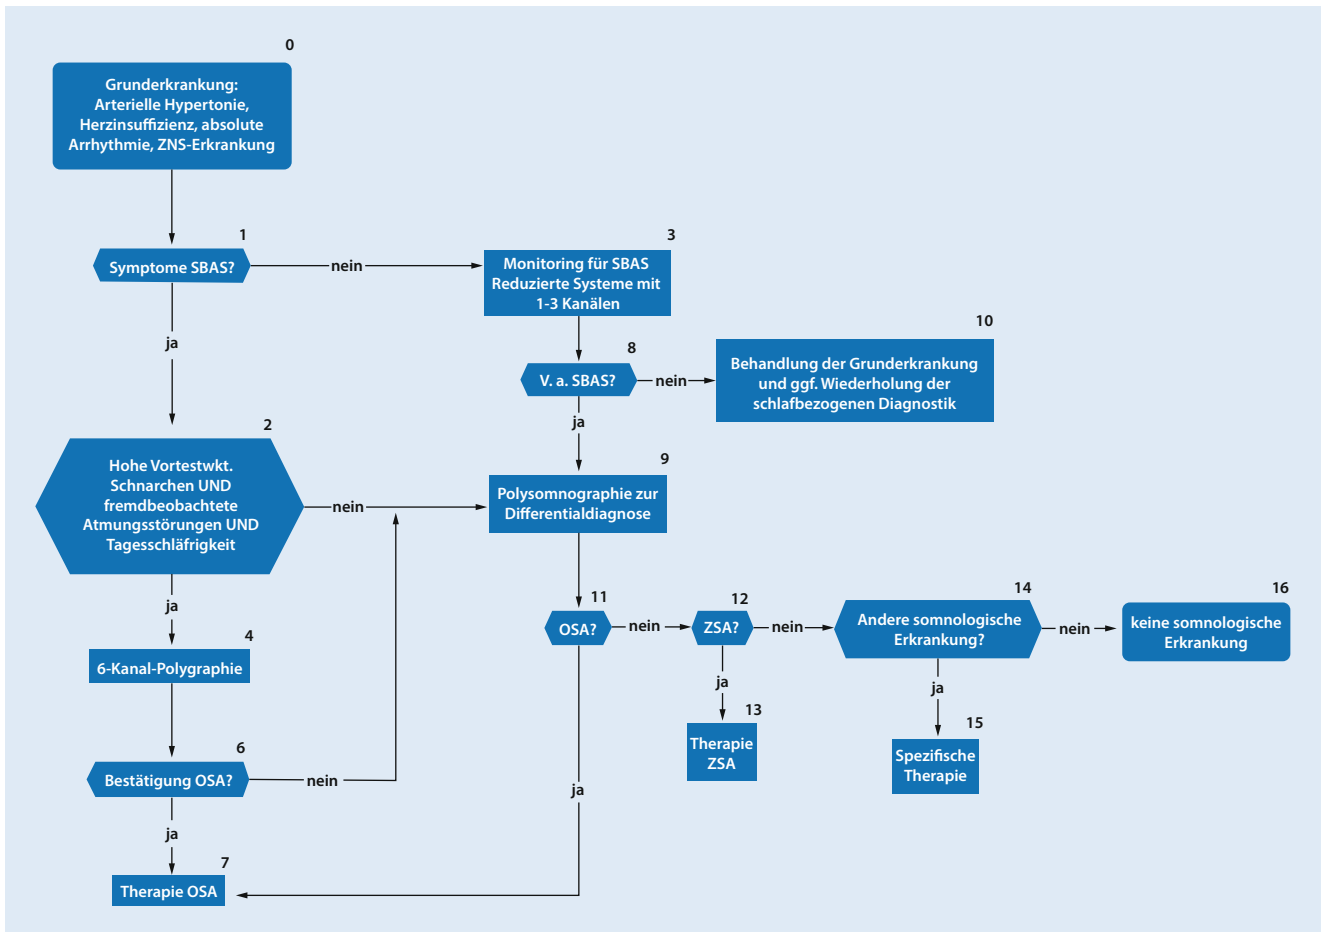 0
Grunderkrankung:
Arterielle Hypertonie,
Herzinsuffizienz, absolute
Arrhythmie, ZNS-Erkrankung
1
Symptome SBAS?
nein
3
Monitoring für SBAS
Reduzierte Systeme mit
1-3 Kanälen
ja
8
V. a. SBAS?
nein
10
Behandlung der Grunderkrankung
und ggf. Wiederholung der
schlafbezogenen Diagnostik
ja
2
Hohe Vortestwkt.
Schnarchen UND
fremdbeobachtete
Atmungsstörungen UND
Tagesschläfrigkeit
nein
9
Polysomnographie zur
Differentialdiagnose
ja
4
6-Kanal-Polygraphie
11
OSA?
nein
12
ZSA?
nein
14
Andere somnologische
Erkrankung?
nein
16
keine somnologische
Erkrankung
ja
13
Therapie
ZSA
ja
15
Spezifische
Therapie
6
Bestätigung OSA?
nein
ja
ja
7
Therapie OSA